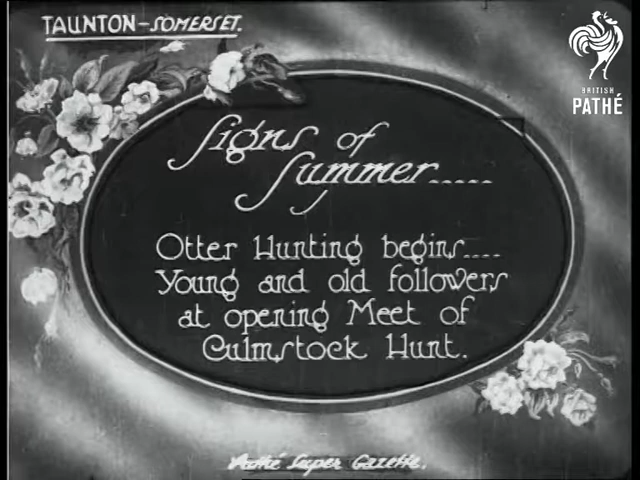 TAUNTON-SOMERSET.
BRITISH
PATHÉ
Signs of
Summer.....
Otter Hunting begins....
Young and old followers
at opening Meet of
Culmstock Hunt.
Pathé Super Gazette.